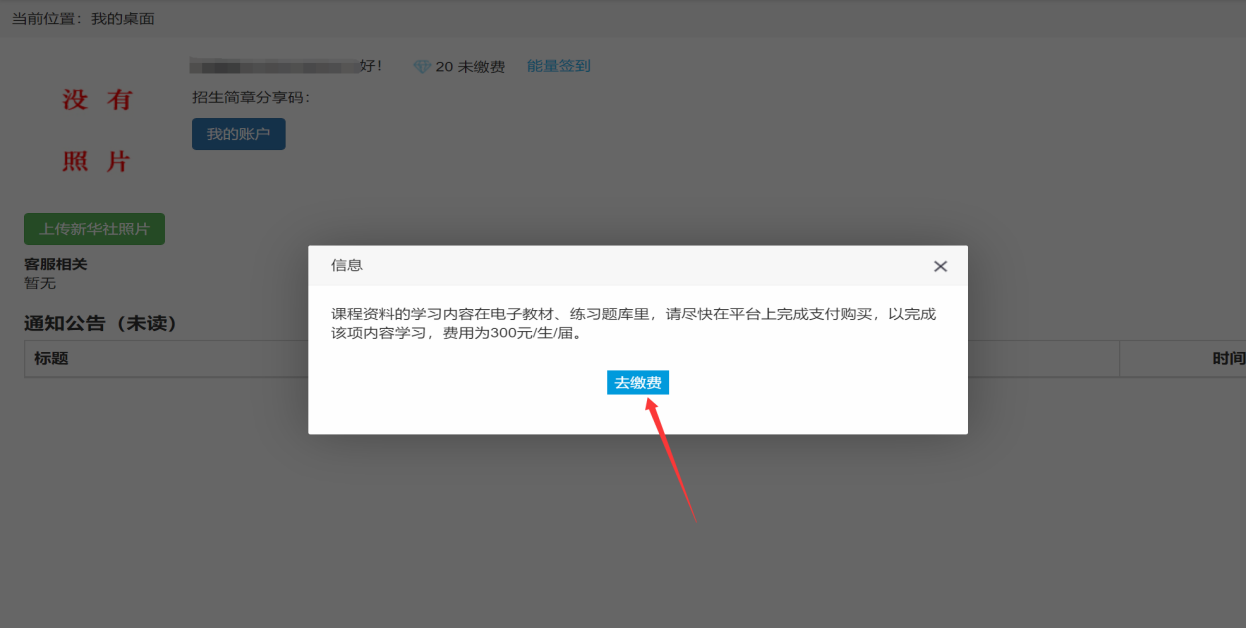 当前位置：我的桌面
好！ 20 未缴费 能量签到
没 有
照 片
招生简章分享码：
我的账户
上传新华社照片
客服相关
暂无
通知公告（未读）
标题 时间
信息
课程资料的学习内容在电子教材、练习题库里，请尽快在平台上完成支付购买，以完成
该项内容学习，费用为300元/生/届。
去缴费